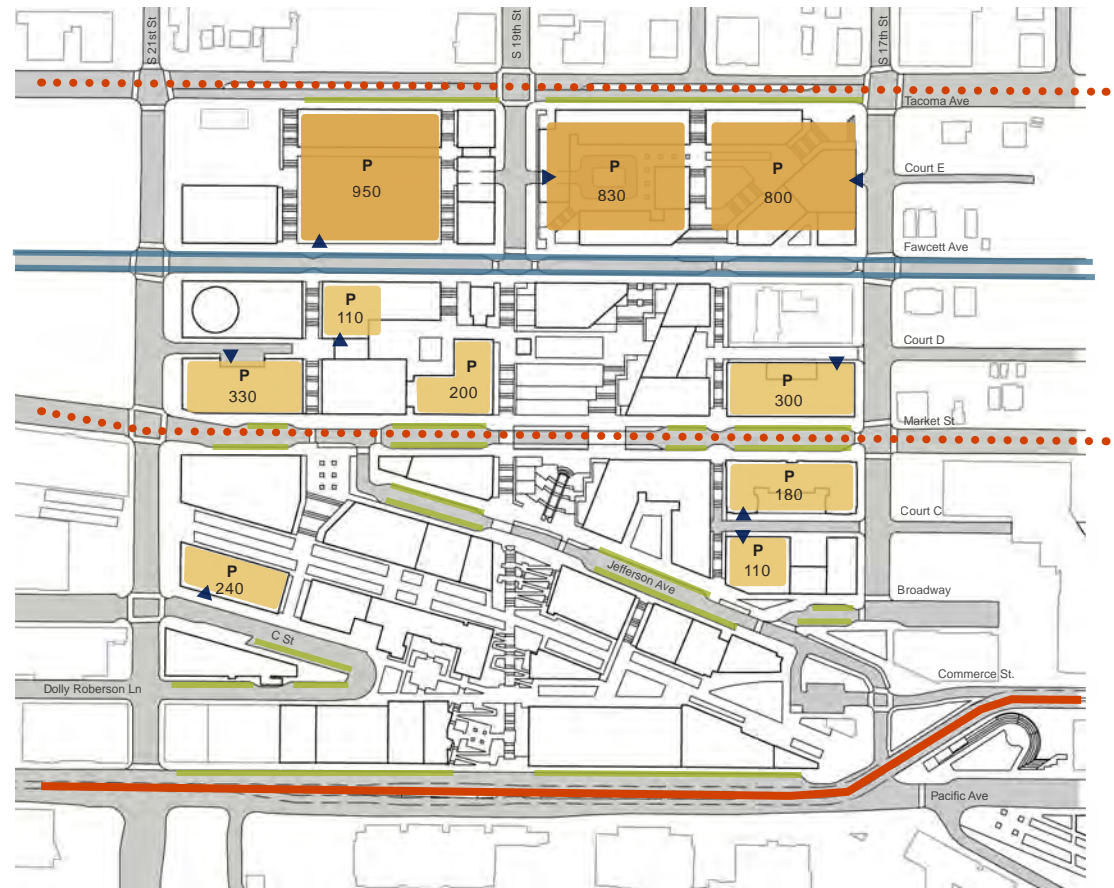 S 21st St
S 19th St
S 17th St
Tacoma Ave
P
950
P
830
P
800
Court E
Fawcett Ave
P
110
Court D
P
330
P
200
P
300
Market St
P
180
Court C
P
110
Jefferson Ave
P
240
Broadway
C St
Commerce St.
Dolly Roberson Ln
Pacific Ave